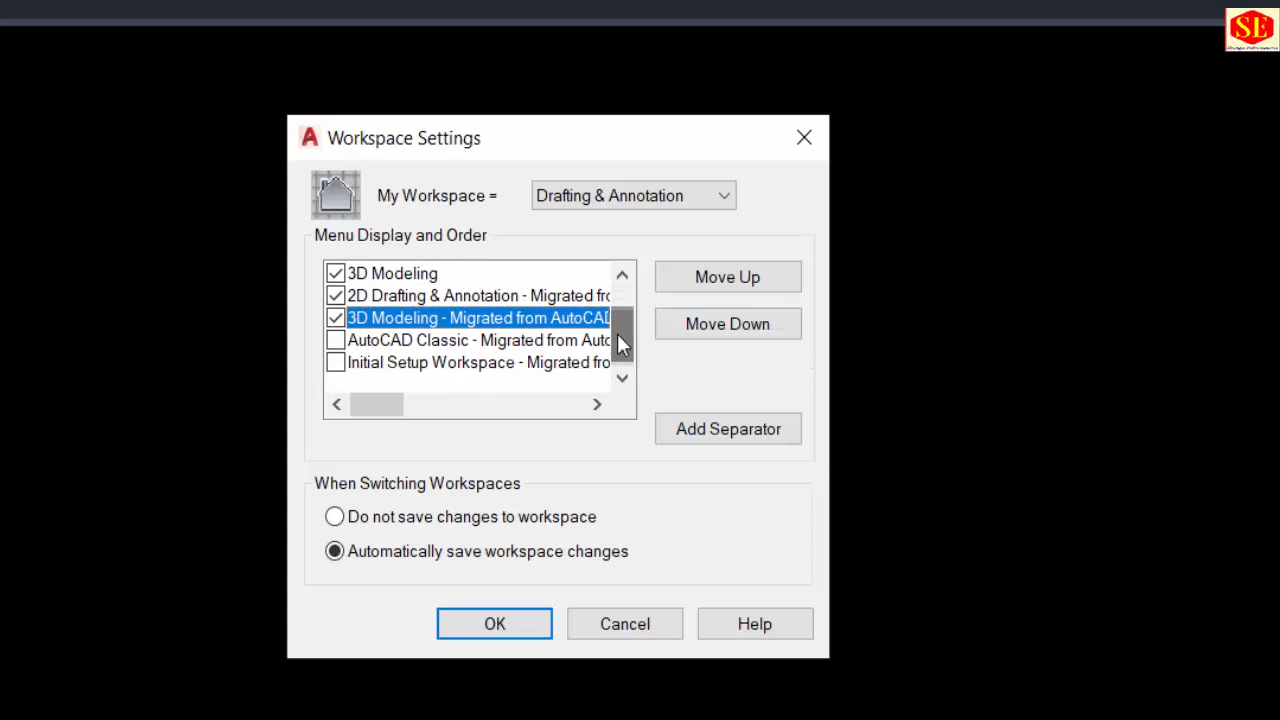 SE
Workspace Settings
My Workspace =
Drafting & Annotation
Menu Display and Order
3D Modeling
2D Drafting & Annotation - Migrated fro
3D Modeling - Migrated from AutoCAD
AutoCAD Classic - Migrated from Auto
Initial Setup Workspace - Migrated fro
Move Up
Move Down
Add Separator
When Switching Workspaces
Do not save changes to workspace
Automatically save workspace changes
OK
Cancel
Help